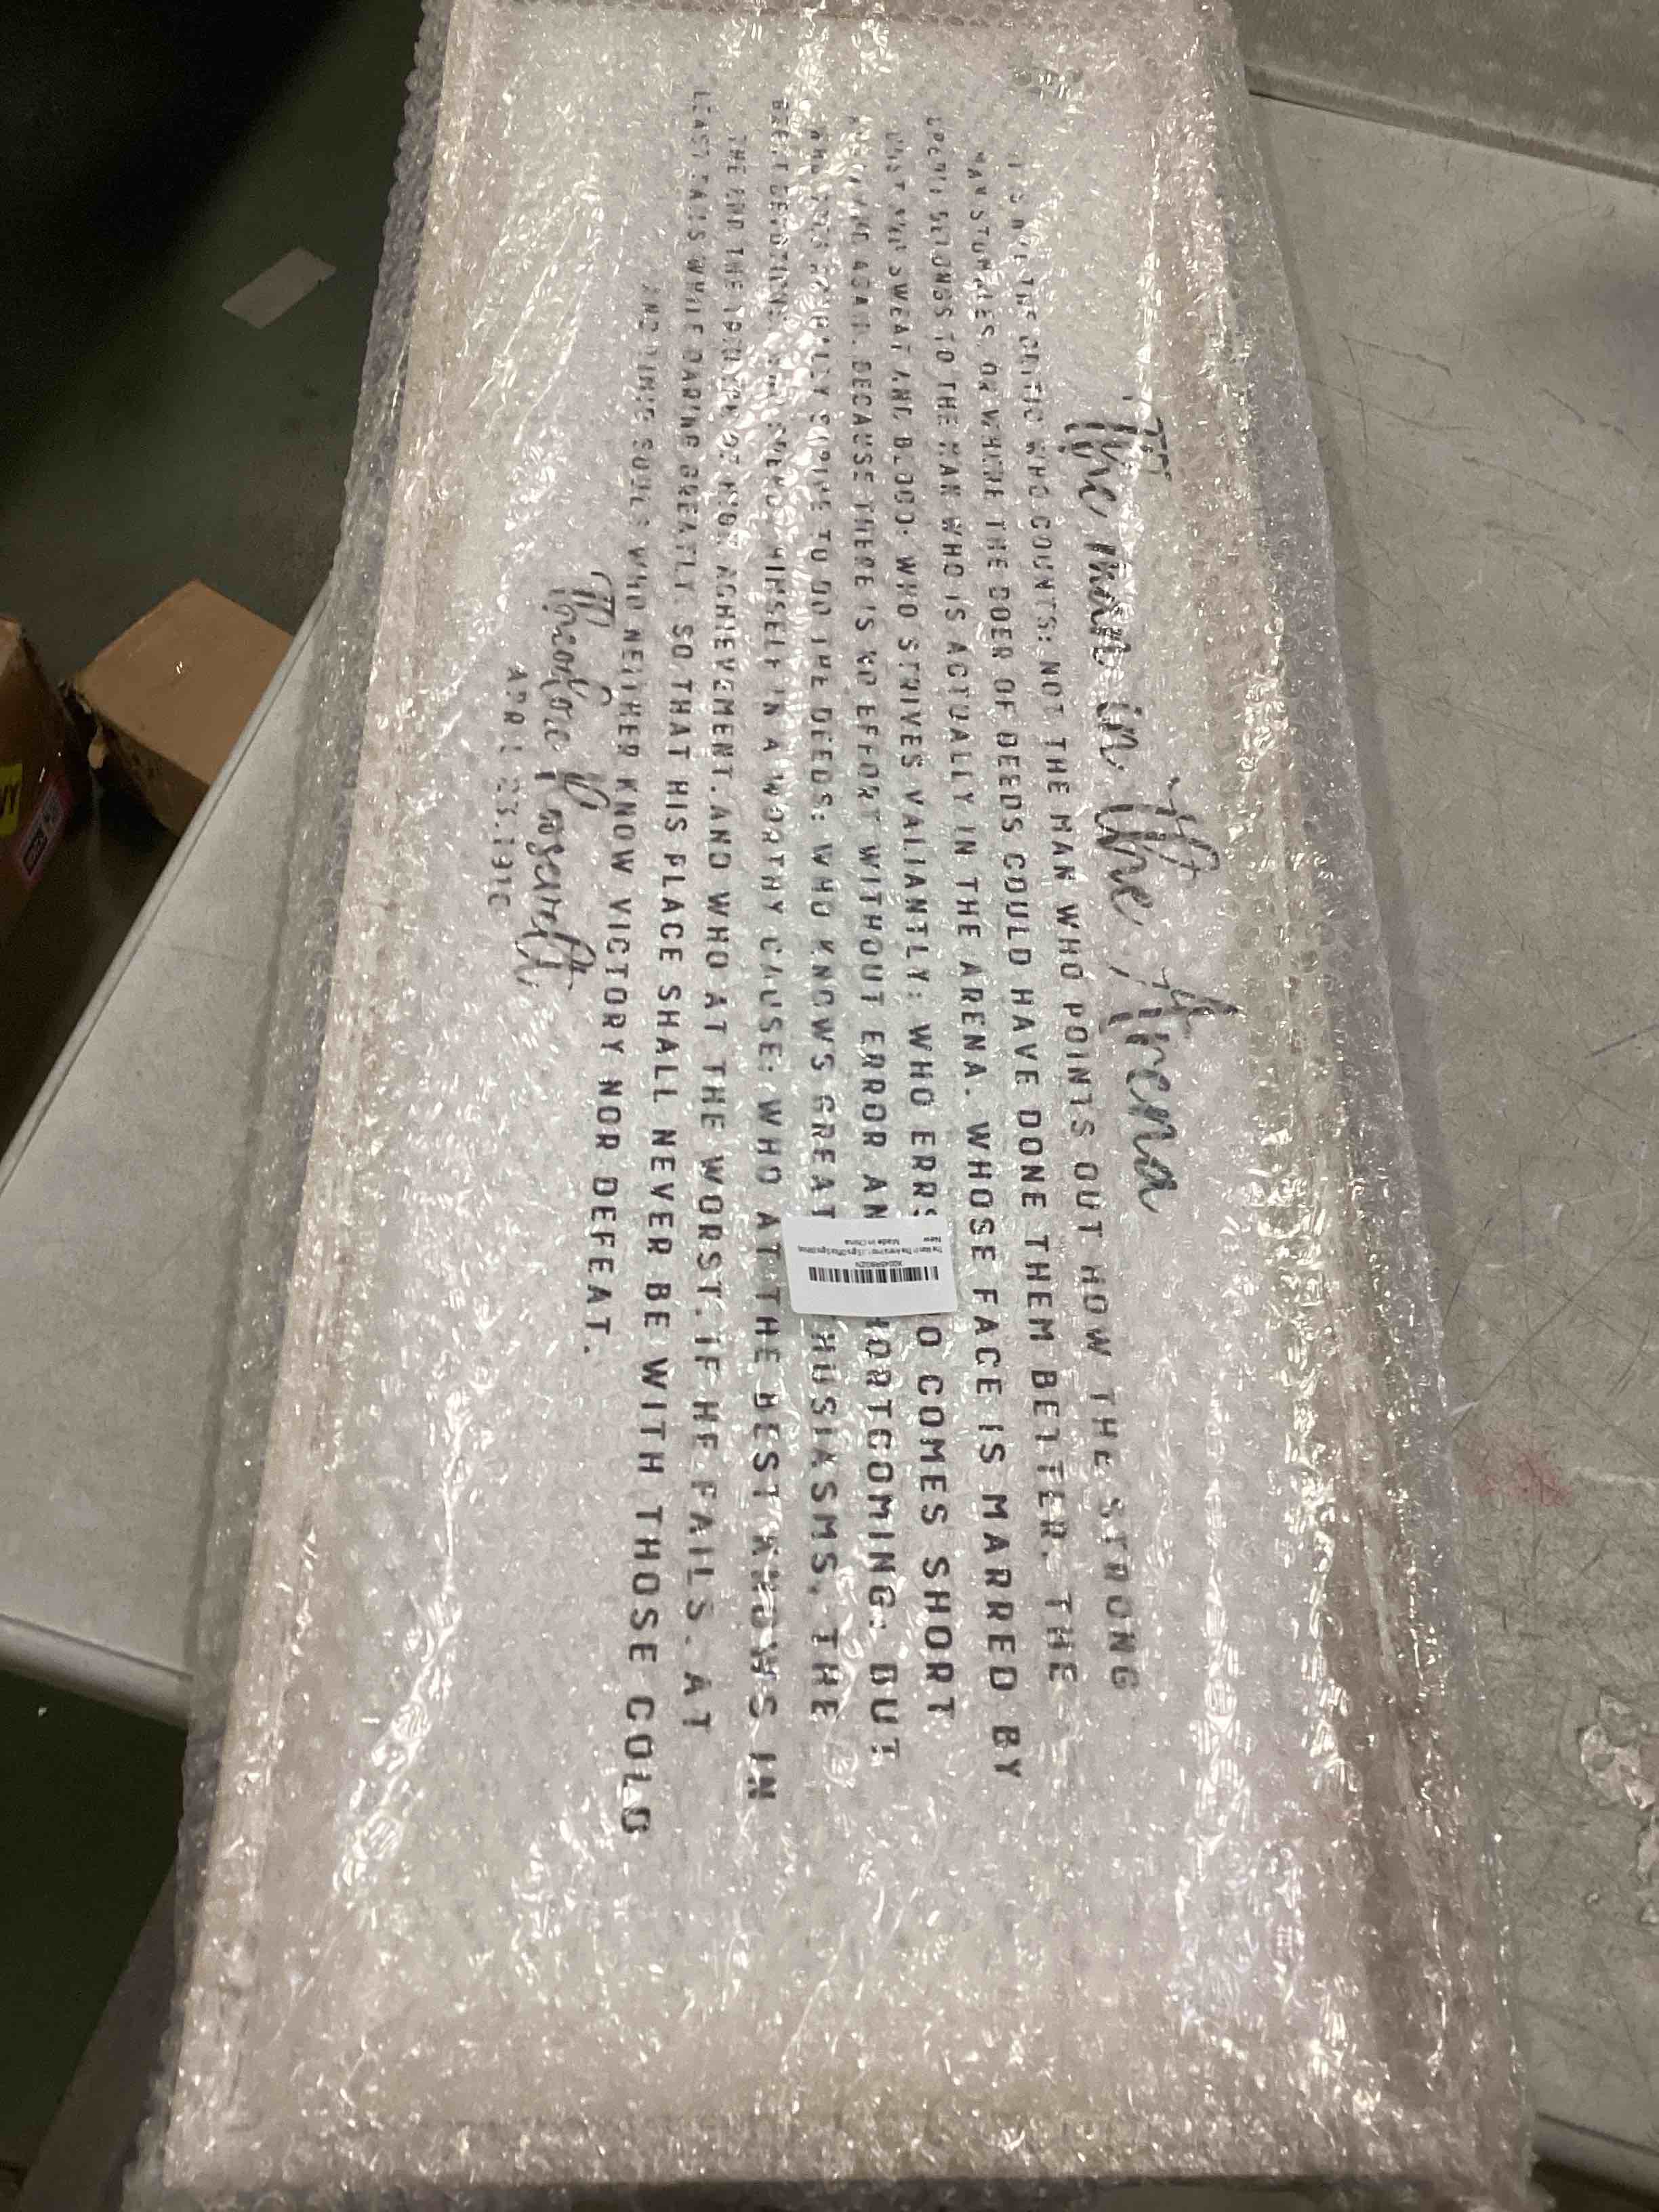 The man in the Arena
IT IS NOT THE CRITIC WHO COUNTS: NOT THE MAN WHO POINTS OUT HOW THE STRONG
MAN STUMBLES, OR WHERE THE DOER OF DEEDS COULD HAVE DONE THEM BETTER. THE
CREDIT BELONGS TO THE MAN WHO IS ACTUALLY IN THE ARENA. WHOSE FACE IS MARRED BY
DUST AND SWEAT AND BLOOD: WHO STRIVES VALIANTLY: WHO ERRS COMES SHORT
AGAIN AND AGAIN. BECAUSE THERE IS NO EFFORT WITHOUT ERROR SHORTCOMING: BUT
WHO DOES ACTUALLY STRIVE TO DO THE DEEDS: WHO KNOWS GREAT THE
GREAT DEVOTIONS: WHO SPENDS HIMSELF IN A WORTHY CAUSE: WHO AT THE BEST KNOWS IN
THE END THE TRIUMPH OF HIGH ACHIEVEMENT. AND WHO AT THE WORST. IF HE FAILS. AT
LEAST FAILS WHILE DARING GREATLY SO THAT HIS PLACE SHALL NEVER BE WITH THOSE COLD
AND TIMID SOULS WHO NEITHER KNOW VICTORY NOR DEFEAT.
Theodore Roosevelt
APRIL 23.1910
Made in China
New